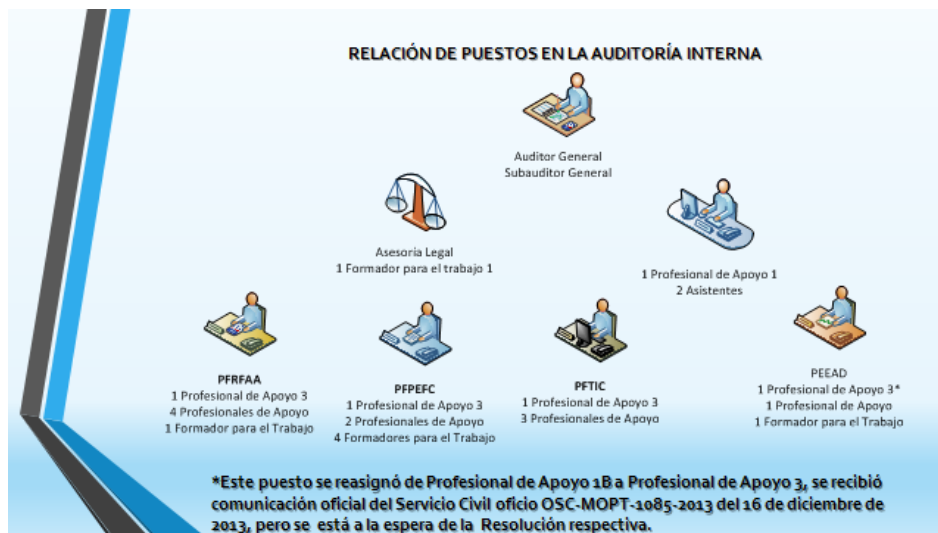 RELACIÓN DE PUESTOS EN LA AUDITORÍA INTERNA
Auditor General
Subauditor General
Asesoría Legal
1 Formador para el trabajo 1
1 Profesional de Apoyo 1
2 Asistentes
PFRFAA
1 Profesional de Apoyo 3
4 Profesionales de Apoyo
1 Formador para el Trabajo
PFPEFC
1 Profesional de Apoyo 3
2 Profesionales de Apoyo
4 Formadores para el Trabajo
PFTIC
1 Profesional de Apoyo 3
3 Profesionales de Apoyo
PEEAD
1 Profesional de Apoyo 3*
1 Profesional de Apoyo
1 Formador para el Trabajo
*Este puesto se reasignó de Profesional de Apoyo 1B a Profesional de Apoyo 3, se recibió
comunicación oficial del Servicio Civil oficio OSC-MOPT-1085-2013 del 16 de diciembre de
2013, pero se está a la espera de la Resolución respectiva.